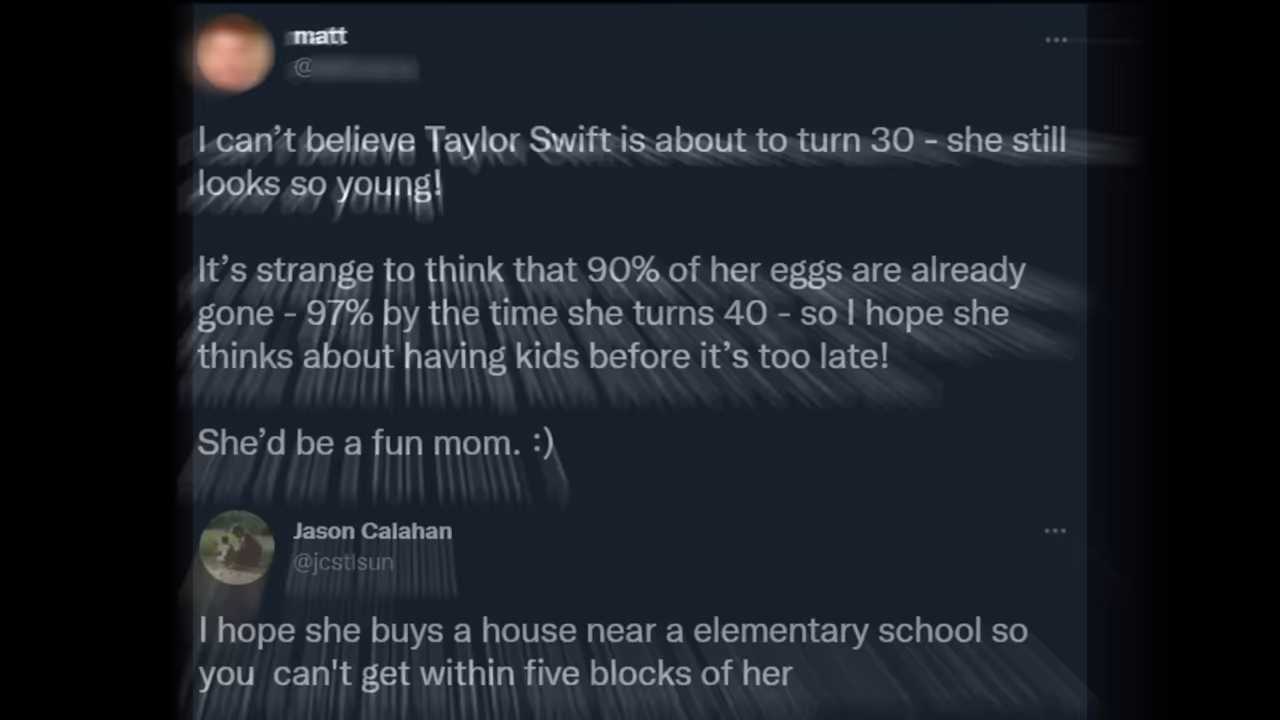 matt
@
I can’t believe Taylor Swift is about to turn 30 - she still
looks so young!
It’s strange to think that 90% of her eggs are already
gone - 97% by the time she turns 40 - so I hope she
thinks about having kids before it’s too late!
She’d be a fun mom. :)
Jason Calahan
@jcstlsun
I hope she buys a house near a elementary school so
you can't get within five blocks of her